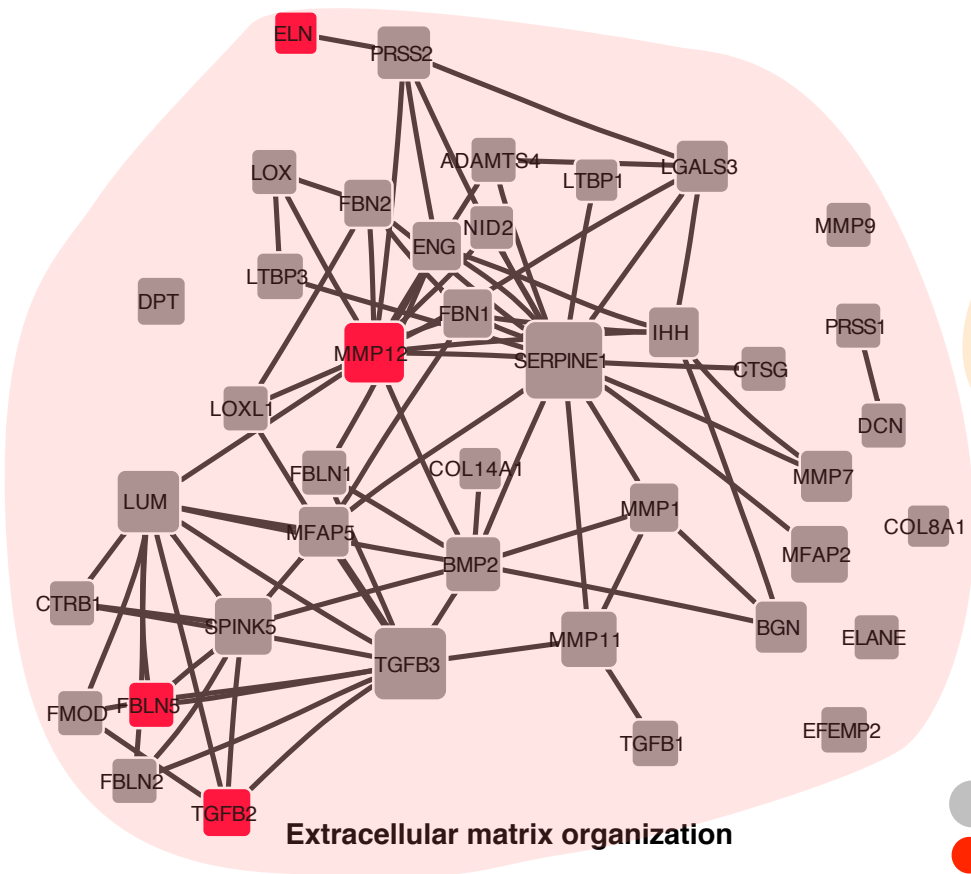 ELN
PRSS2
ADAMTS4
LGALS3
LOX
LTBP1
FBN2
MMP9
NID2
ENG
LTBP3
DPT
FBN1
PRSS1
IHH
MMP12
SERPINE1
CTSG
LOXL1
DCN
COL14A1
FBLN1
MMP7
LUM
MMP1
COL8A1
MFAP5
MFAP2
BMP2
CTRB1
SPINK5
BGN
ELANE
MMP11
TGFB3
FBLN5
FMOD
EFEMP2
TGFB1
FBLN2
TGFB2
Extracellular matrix organization